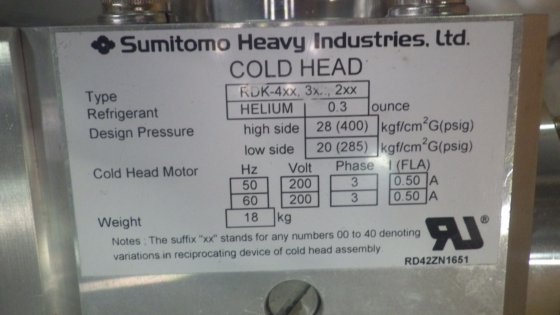 Sumitomo Heavy Industries, Ltd.
COLD HEAD
Type RDK-4xx, 3x., 2xx
Refrigerant HELIUM 0.3 ounce
Design Pressure high side 28 (400) kgf/cm²G(psig)
low side 20 (285) kgf/cm²G(psig)
Cold Head Motor Hz Volt Phase I (FLA)
50 200 3 0.50 A
60 200 3 0.50 A
Weight 18 kg
Notes : The suffix "xx" stands for any numbers 00 to 40 denoting
variations in reciprocating device of cold head assembly
RU®
RD42ZN1651